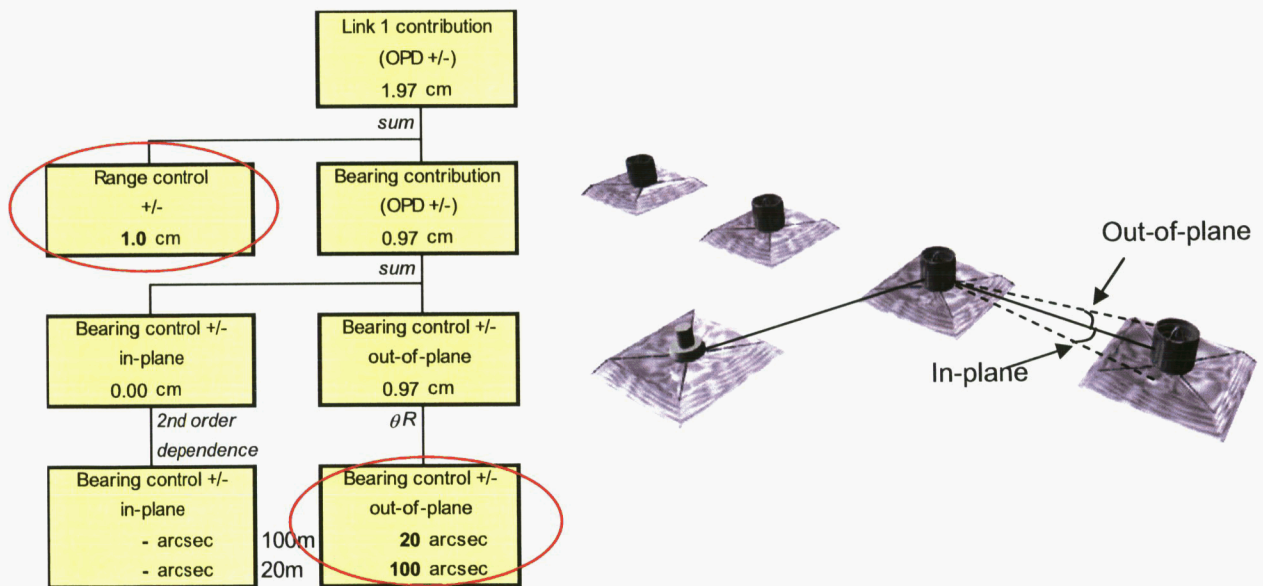 Link 1 contribution
(OPD +/-)
1.97 cm
sum
Range control
+/-
1.0 cm
Bearing contribution
(OPD +/-)
0.97 cm
sum
Bearing control +/-
in-plane
0.00 cm
Bearing control +/-
out-of-plane
0.97 cm
2nd order
dependence
θR
Bearing control +/-
in-plane
- arcsec
- arcsec
100m
20m
Bearing control +/-
out-of-plane
20 arcsec
100 arcsec
Out-of-plane
In-plane